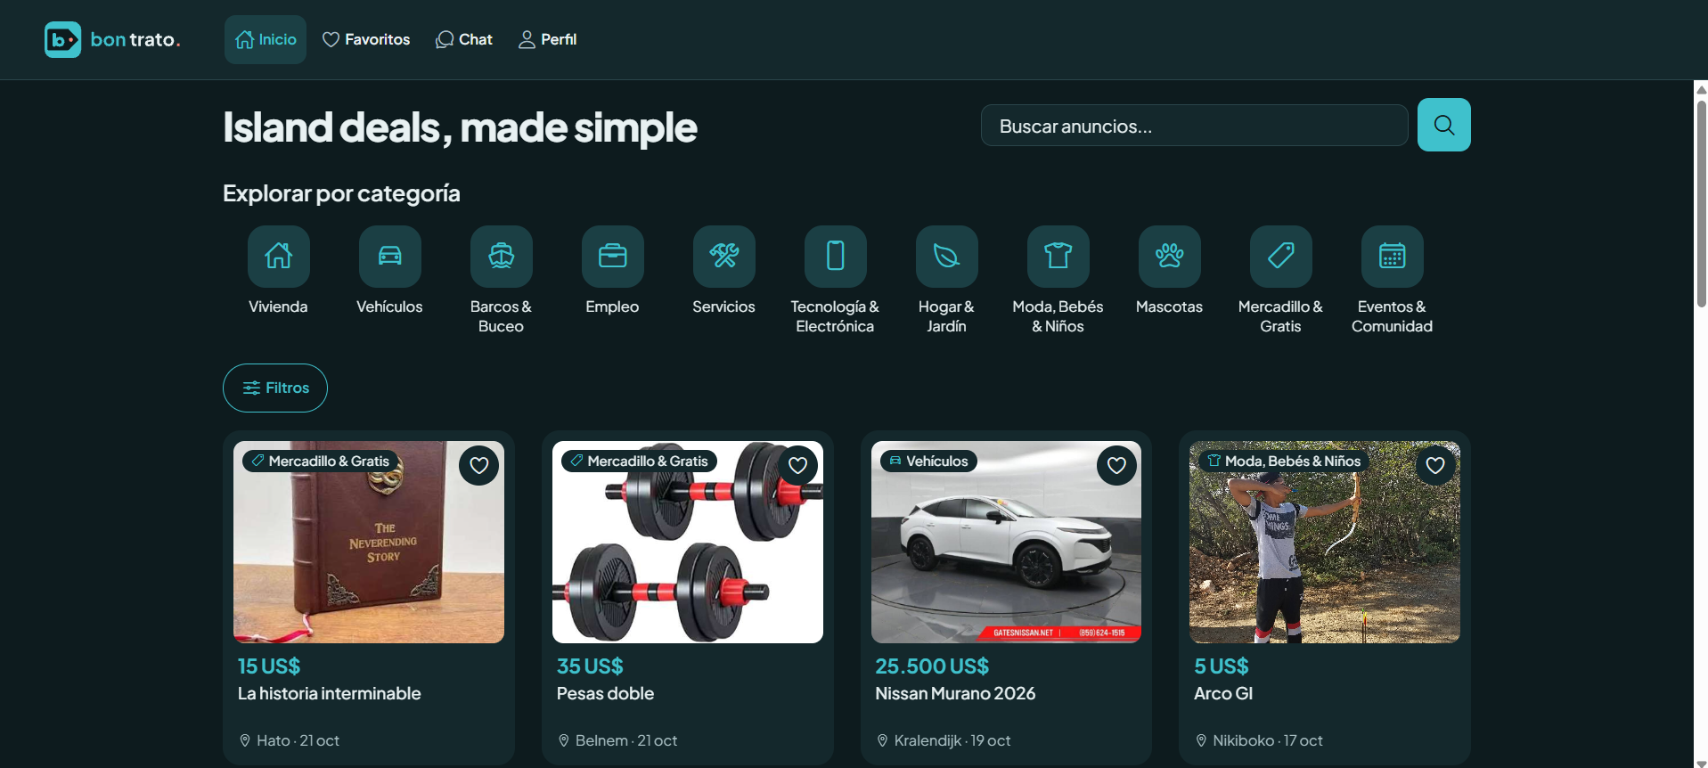 b
bon trato.
Inicio
Favoritos
Chat
Perfil
Island deals, made simple
Buscar anuncios...
Explorar por categoría
Vivienda
Vehículos
Barcos &
Buceo
Empleo
Servicios
Tecnología &
Electrónica
Hogar &
Jardín
Moda, Bebés
& Niños
Mascotas
Mercadillo &
Gratis
Eventos &
Comunidad
Filtros
Mercadillo & Gratis
THE
NEVERENDING
STORY
15 US$
La historia interminable
Hato · 21 oct
Mercadillo & Gratis
35 US$
Pesas doble
Belnem · 21 oct
Vehículos
GATESNISSAN.NET | (859) 624-1515
25.500 US$
Nissan Murano 2026
Kralendijk · 19 oct
Moda, Bebés & Niños
5 US$
Arco GI
Nikiboko · 17 oct